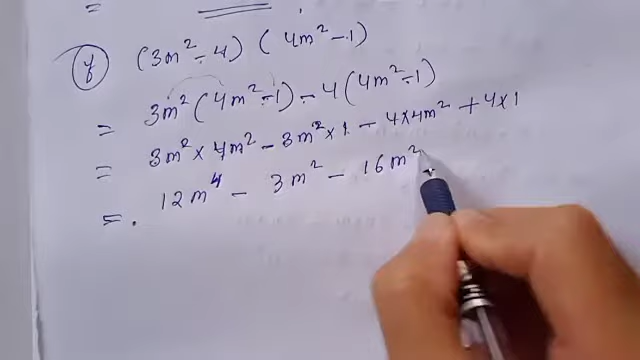 =
f (3m² - 4) (4m² - 1)
= 3m² (4m² - 1) - 4 (4m² - 1)
= 3m² × 4m² - 3m² × 1 - 4 × 4m² + 4 × 1
= . 12m⁴ - 3m² - 16m²